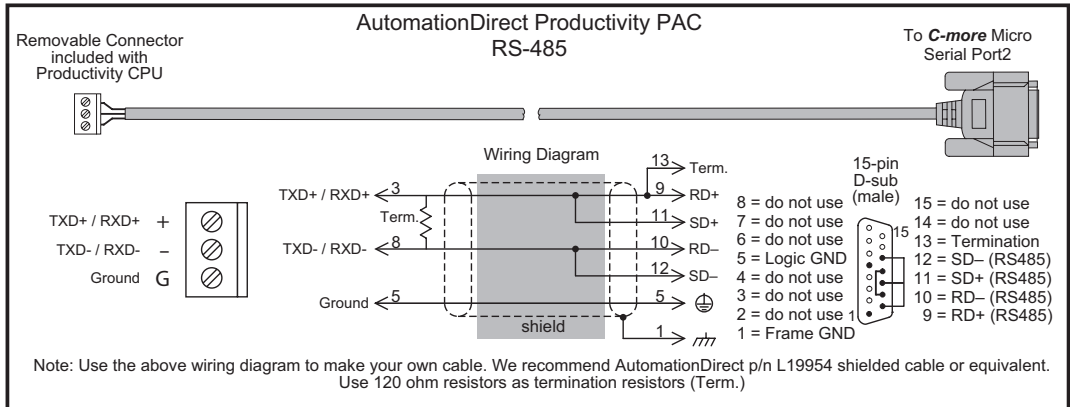 AutomationDirect Productivity PAC
RS-485
Removable Connector
included with
Productivity CPU
To C-more Micro
Serial Port2
Wiring Diagram
TXD+ / RXD+ +
TXD- / RXD- –
Ground G
TXD+ / RXD+ 3
Term.
TXD- / RXD- 8
Ground 5
shield
13 Term.
9 RD+
11 SD+
10 RD–
12 SD–
5
1
8 = do not use
7 = do not use
6 = do not use
5 = Logic GND
4 = do not use
3 = do not use
2 = do not use
1 = Frame GND
15-pin
D-sub
(male)
15
1
15 = do not use
14 = do not use
13 = Termination
12 = SD– (RS485)
11 = SD+ (RS485)
10 = RD– (RS485)
9 = RD+ (RS485)
Note: Use the above wiring diagram to make your own cable. We recommend AutomationDirect p/n L19954 shielded cable or equivalent.
Use 120 ohm resistors as termination resistors (Term.)